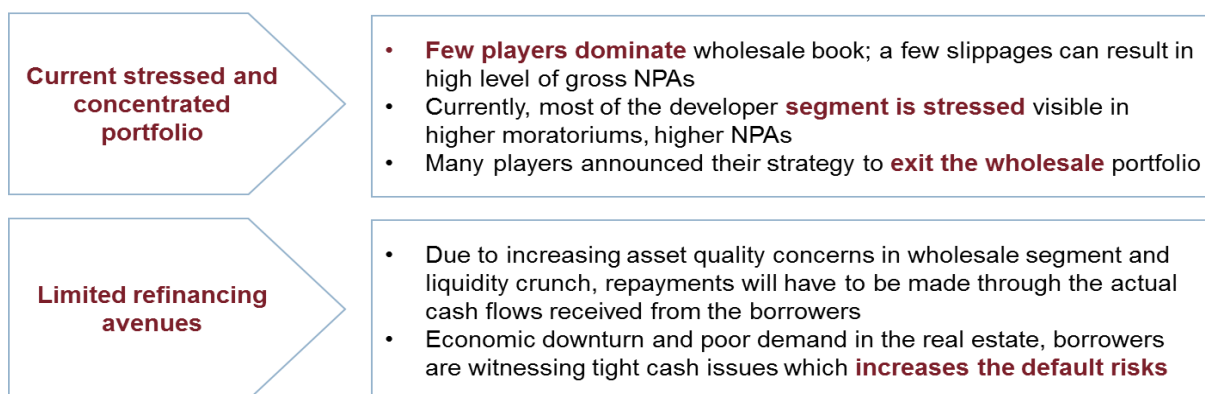 Current stressed and
concentrated
portfolio
• Few players dominate wholesale book; a few slippages can result in
high level of gross NPAs
• Currently, most of the developer segment is stressed visible in
higher moratoriums, higher NPAs
• Many players announced their strategy to exit the wholesale portfolio
Limited refinancing
avenues
• Due to increasing asset quality concerns in wholesale segment and
liquidity crunch, repayments will have to be made through the actual
cash flows received from the borrowers
• Economic downturn and poor demand in the real estate, borrowers
are witnessing tight cash issues which increases the default risks